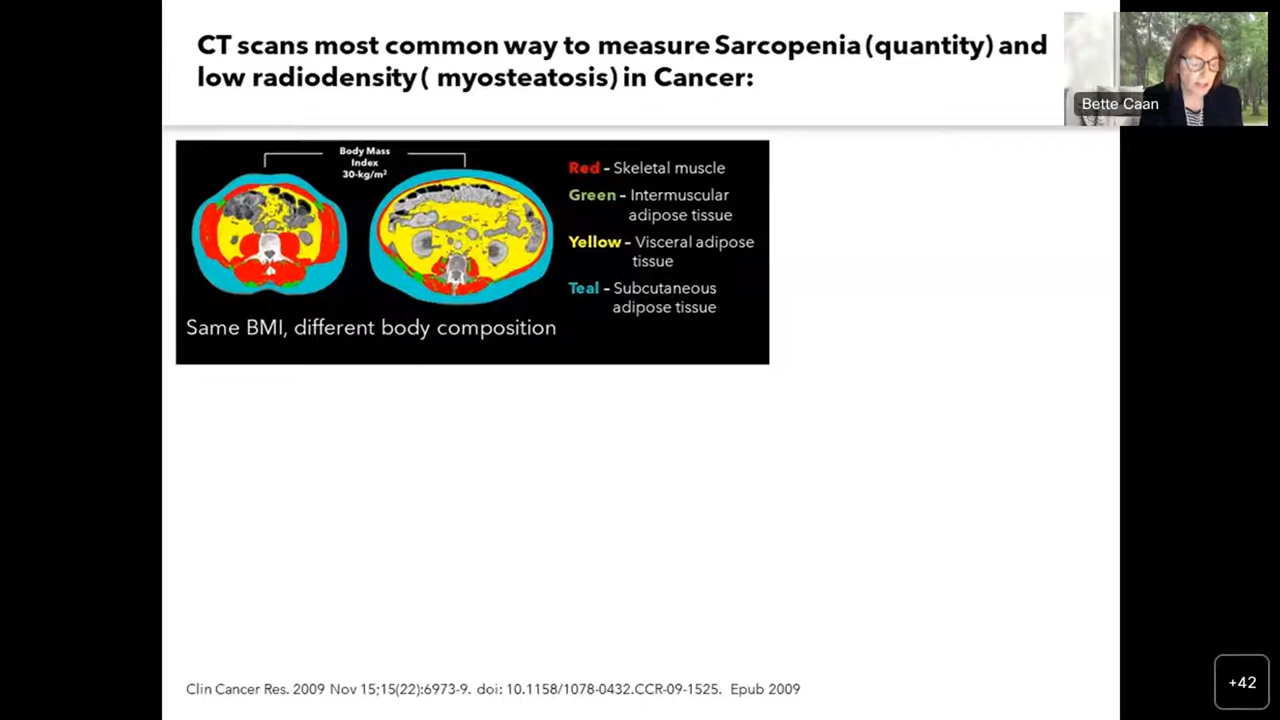 CT scans most common way to measure Sarcopenia (quantity) and
low radiodensity ( myosteatosis) in Cancer:
Bette Caan
Body Mass
Index
30-kg/m²
Red – Skeletal muscle
Green – Intermuscular
adipose tissue
Yellow – Visceral adipose
tissue
Teal – Subcutaneous
adipose tissue
Same BMI, different body composition
Clin Cancer Res. 2009 Nov 15;15(22):6973-9. doi: 10.1158/1078-0432.CCR-09-1525. Epub 2009
+42